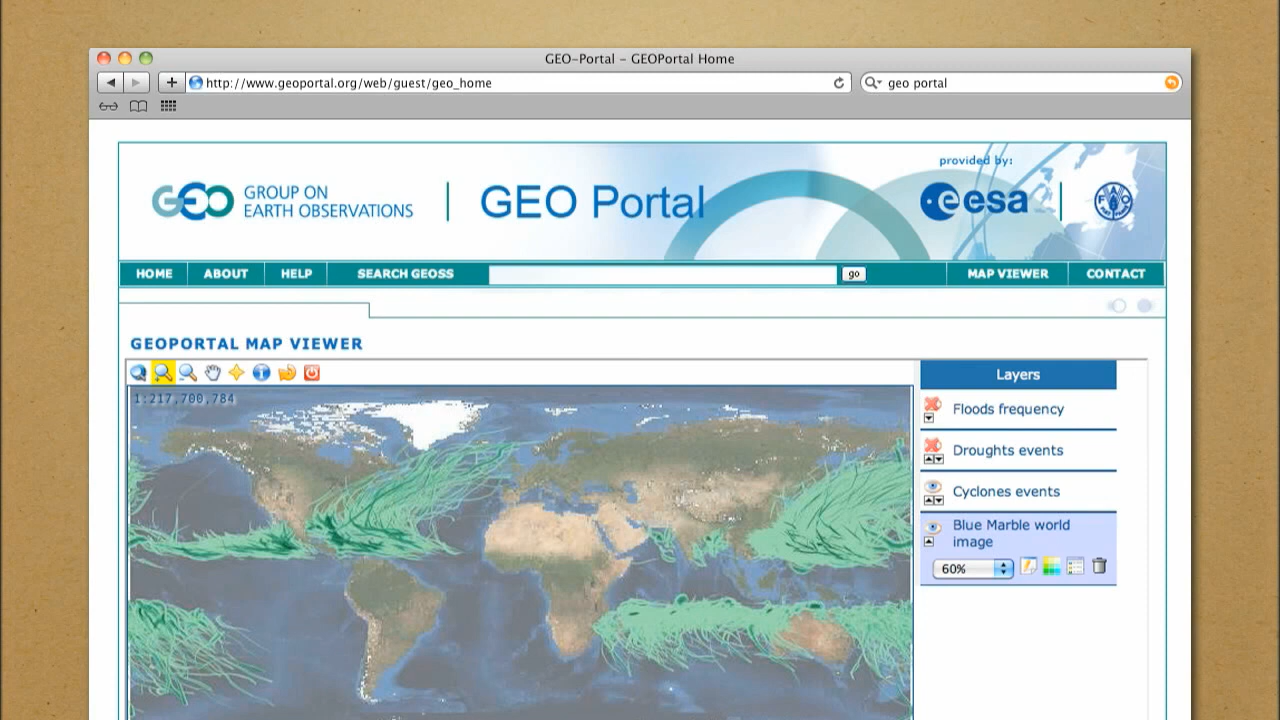 GEO-Portal – GEOPortal Home
http://www.geoportal.org/web/guest/geo_home
geo portal
provided by:
GEO GROUP ON
EARTH OBSERVATIONS
GEO Portal
esa
FAO
HOME ABOUT HELP SEARCH GEOSS go MAP VIEWER CONTACT
GEOPORTAL MAP VIEWER
Layers
1:217,700,784
Floods frequency
Droughts events
Cyclones events
Blue Marble world
image
60%